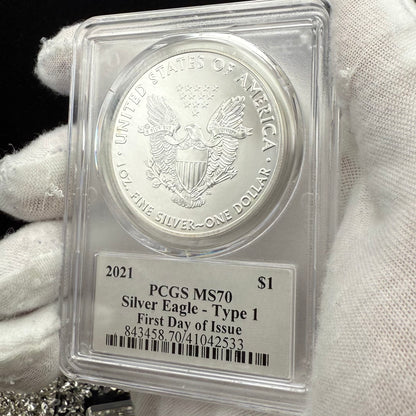 UNITED STATES OF AMERICA
1 OZ. FINE SILVER~ONE DOLLAR
2021 $1
PCGS MS70
Silver Eagle - Type 1
First Day of Issue
843458.70/41042533